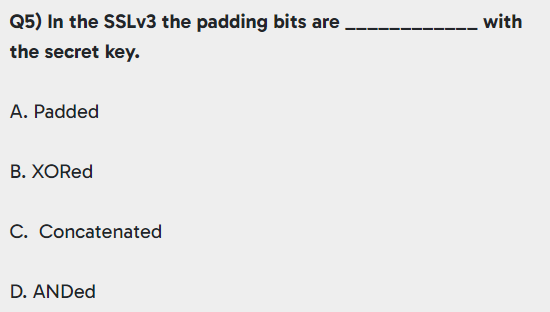 Q5) In the SSLv3 the padding bits are ____________ with
the secret key.
A. Padded
B. XORed
C. Concatenated
D. ANDed